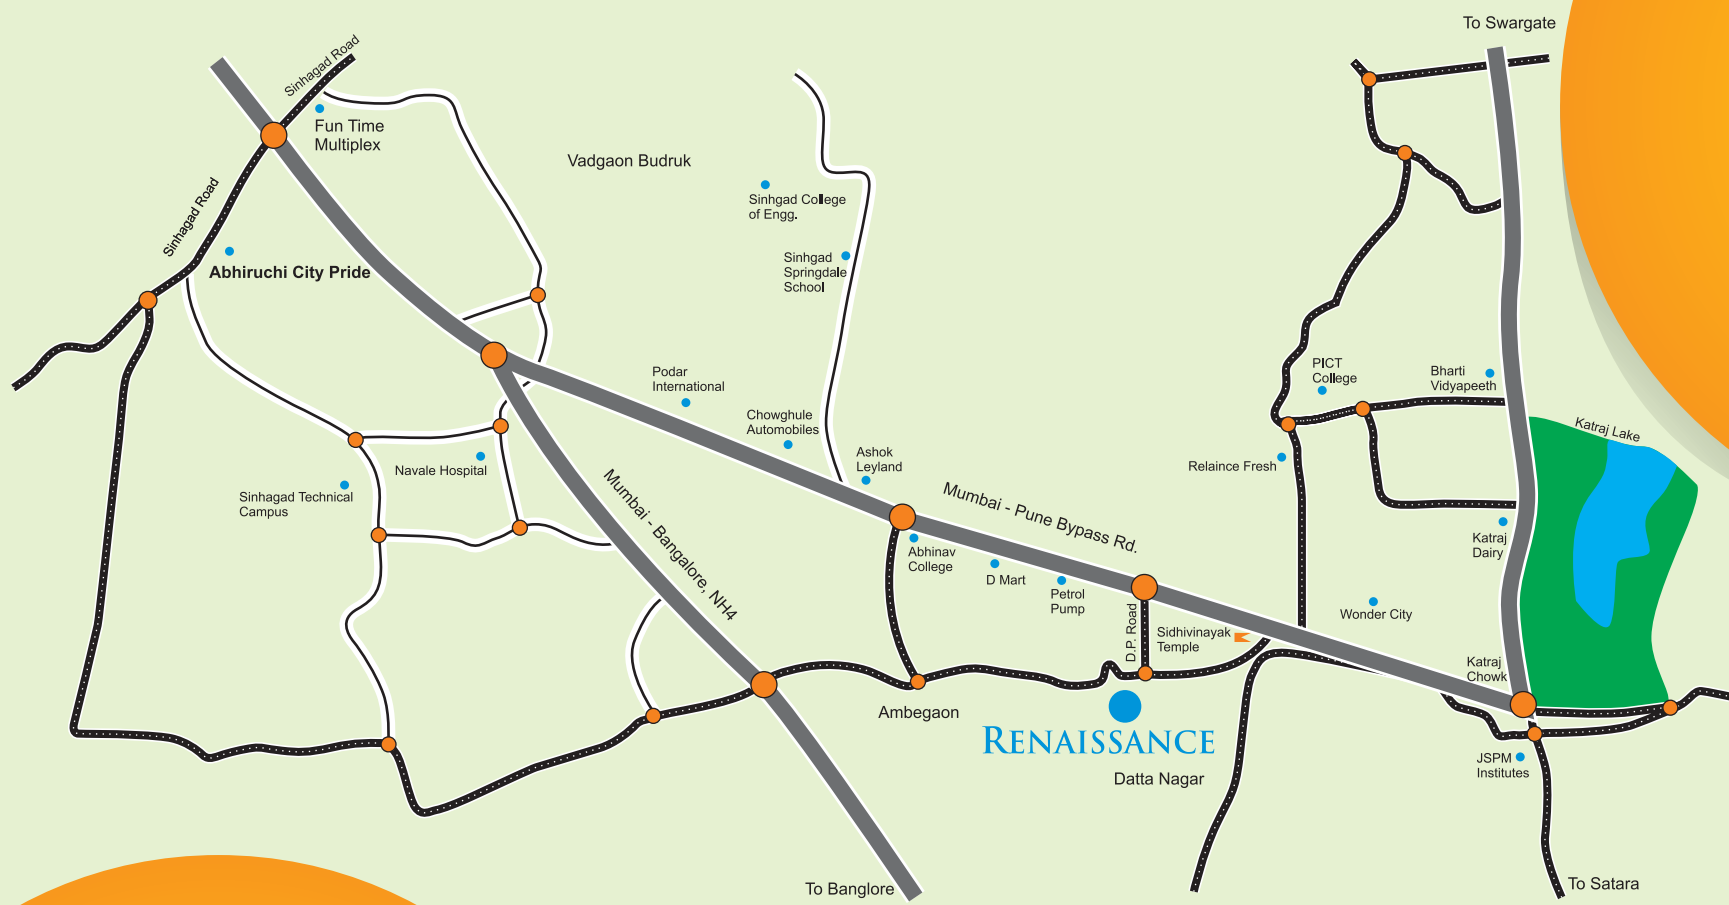 To Swargate
Sinhagad Road
Fun Time
Multiplex
Vadgaon Budruk
Sinhgad College
of Engg.
Sinhagad Road
Abhiruchi City Pride
Sinhgad
Springdale
School
Podar
International
PICT
College
Bharti
Vidyapeeth
Chowghule
Automobiles
Katraj Lake
Ashok
Leyland
Navale Hospital
Relaince Fresh
Sinhagad Technical
Campus
Mumbai - Bangalore, NH4
Mumbai - Pune Bypass Rd.
Katraj
Dairy
Abhinav
College
D Mart
Petrol
Pump
D.P. Road
Sidhivinayak
Temple
Wonder City
Katraj
Chowk
Ambegaon
RENAISSANCE
Datta Nagar
JSPM
Institutes
To Banglore
To Satara